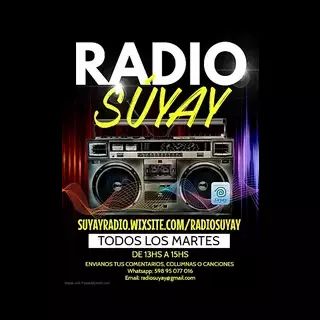 RADIO
SÚYAY
SUYAYRADIO.WIXSITE.COM/RADIOSUYAY
TODOS LOS MARTES
DE 13HS A 15HS
ENVIANOS TUS COMENTARIOS, COLUMNAS O CANCIONES
Whatsapp: 598 95 077 016
Email: radiosuyay@gmail.com